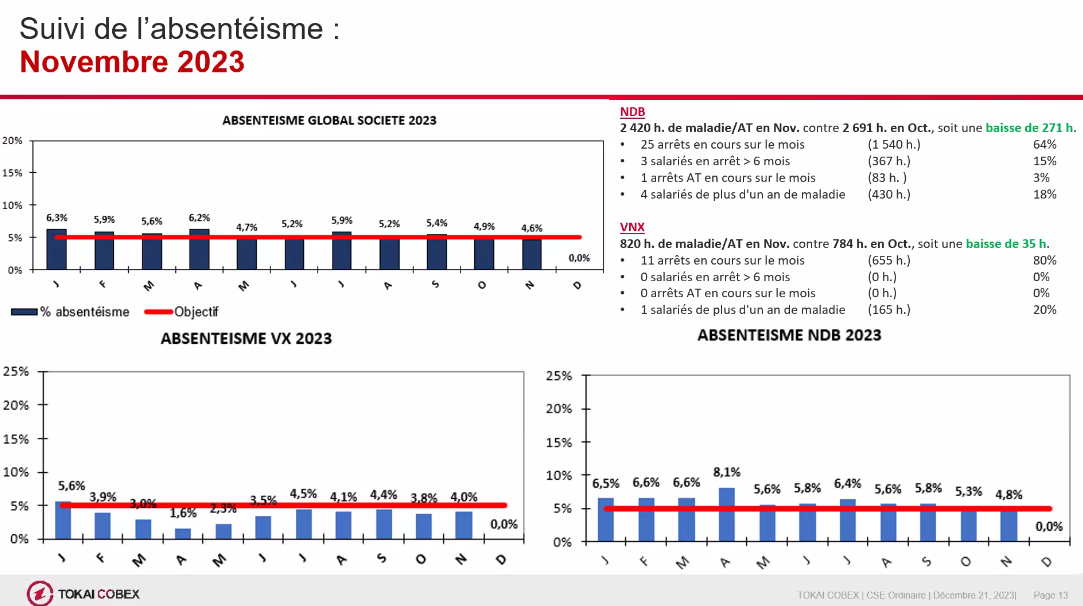 Suivi de l’absentéisme :
Novembre 2023
ABSENTEISME GLOBAL SOCIETE 2023
20%
15%
10%
5%
0%
6,3%
5,9%
5,6%
6,2%
4,7%
5,2%
5,9%
5,2%
5,4%
4,9%
4,6%
0,0%
J
F
M
A
M
J
J
A
S
O
N
D
% absentéisme
Objectif
NDB
2 420 h. de maladie/AT en Nov. contre 2 691 h. en Oct., soit une baisse de 271 h.
• 25 arrêts en cours sur le mois (1 540 h.) 64%
• 3 salariés en arrêt > 6 mois (367 h.) 15%
• 1 arrêts AT en cours sur le mois (83 h. ) 3%
• 4 salariés de plus d'un an de maladie (430 h.) 18%
VNX
820 h. de maladie/AT en Nov. contre 784 h. en Oct., soit une baisse de 35 h.
• 11 arrêts en cours sur le mois (655 h.) 80%
• 0 salariés en arrêt > 6 mois (0 h.) 0%
• 0 arrêts AT en cours sur le mois (0 h.) 0%
• 1 salariés de plus d'un an de maladie (165 h.) 20%
ABSENTEISME VX 2023
25%
20%
15%
10%
5%
0%
5,6%
3,9%
3,0%
1,6%
2,3%
3,5%
4,5%
4,1%
4,4%
3,8%
4,0%
0,0%
J
F
M
A
M
J
J
A
S
O
N
D
ABSENTEISME NDB 2023
25%
20%
15%
10%
5%
0%
6,5%
6,6%
6,6%
8,1%
5,6%
5,8%
6,4%
5,6%
5,8%
5,3%
4,8%
0,0%
J
F
M
A
M
J
J
A
S
O
N
D
TOKAI COBEX
TOKAI COBEX | CSE Ordinaire | Décembre 21, 2023| Page 13